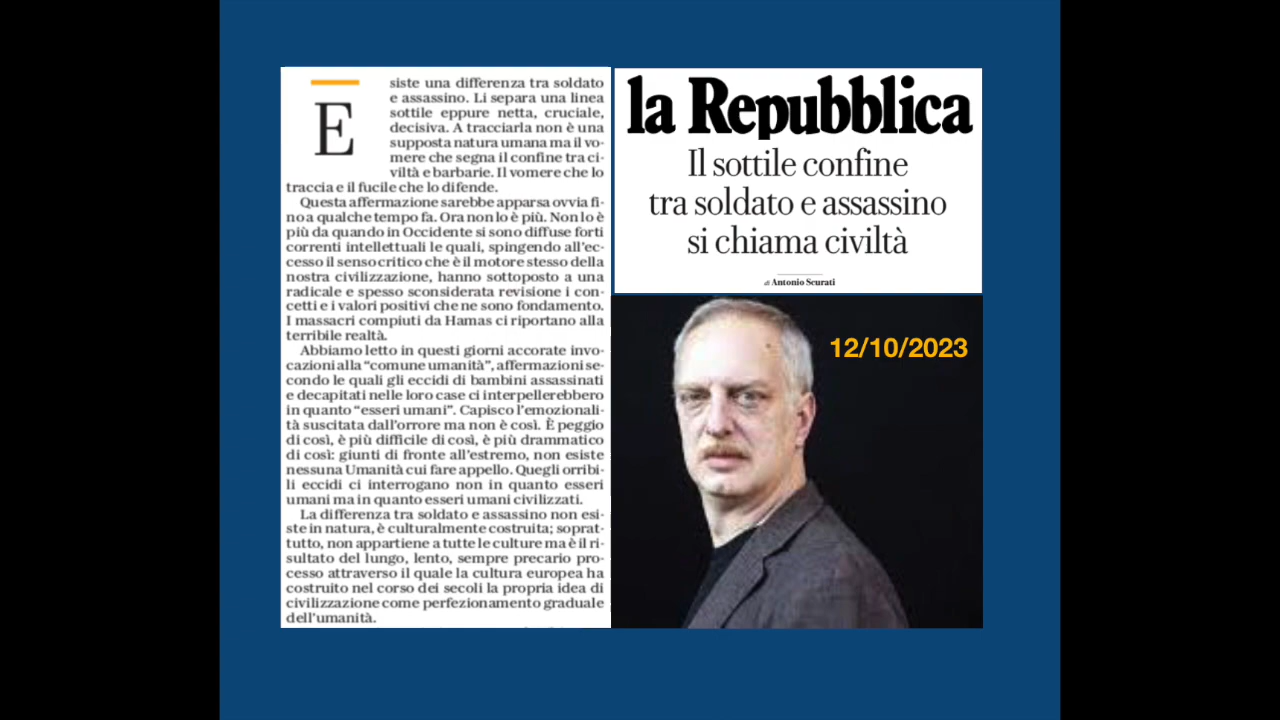 E
siste una differenza tra soldato
e assassino. Li separa una linea
sottile eppure netta, cruciale,
decisiva. A tracciarla non è una
supposta natura umana ma il vo-
mere che segna il confine tra ci-
viltà e barbarie. Il vomere che lo
traccia e il fucile che lo difende.
Questa affermazione sarebbe apparsa ovvia fi-
no a qualche tempo fa. Ora non lo è più. Non lo è
più da quando in Occidente si sono diffuse forti
correnti intellettuali le quali, spingendo all'ec-
cesso il senso critico che è il motore stesso della
nostra civilizzazione, hanno sottoposto a una
radicale e spesso sconsiderata revisione i con-
cetti e i valori positivi che ne sono fondamento.
I massacri compiuti da Hamas ci riportano alla
terribile realtà.
Abbiamo letto in questi giorni accorate invo-
cazioni alla "comune umanità", affermazioni se-
condo le quali gli eccidi di bambini assassinati
e decapitati nelle loro case ci interpellerebbero
in quanto "esseri umani". Capisco l'emozionali-
tà suscitata dall'orrore ma non è così. È peggio
di così, è più difficile di così, è più drammatico
di così: giunti di fronte all'estremo, non esiste
nessuna Umanità cui fare appello. Quegli orribi-
li eccidi ci interrogano non in quanto esseri
umani ma in quanto esseri umani civilizzati.
La differenza tra soldato e assassino non esi-
ste in natura, è culturalmente costruita; soprat-
tutto, non appartiene a tutte le culture ma è il ri-
sultato del lungo, lento, sempre precario pro-
cesso attraverso il quale la cultura europea ha
costruito nel corso dei secoli la propria idea di
civilizzazione come perfezionamento graduale
dell'umanità.
la Repubblica
Il sottile confine
tra soldato e assassino
si chiama civiltà
di Antonio Scurati
12/10/2023